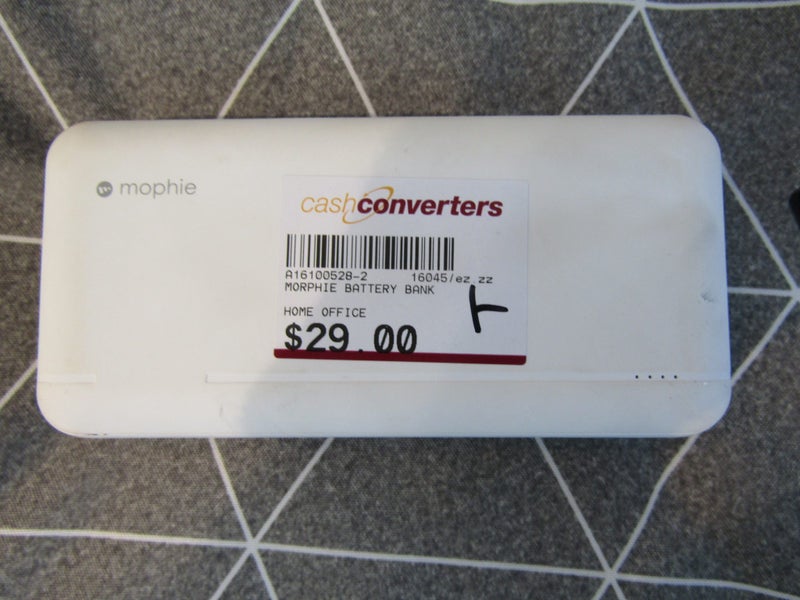 mophie
cashconverters
A16100528-2 16045/ez zz
MORPHIE BATTERY BANK
HOME OFFICE
$29.00